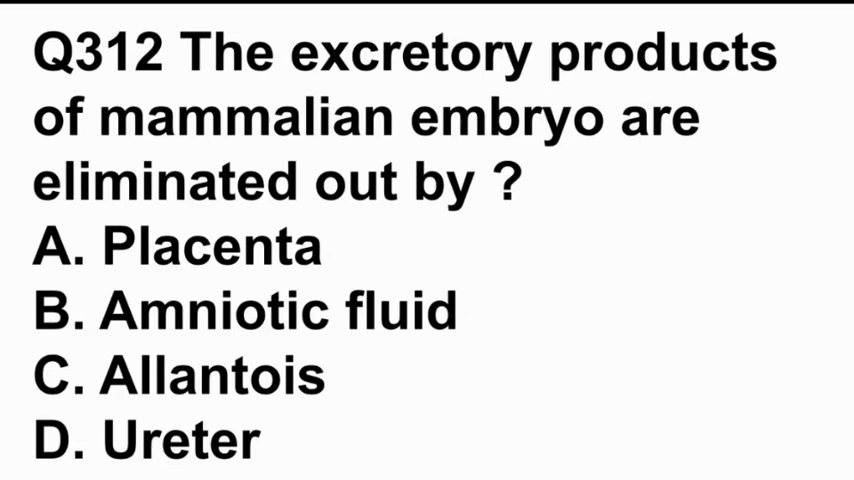 Q312 The excretory products
of mammalian embryo are
eliminated out by ?
A. Placenta
B. Amniotic fluid
C. Allantois
D. Ureter